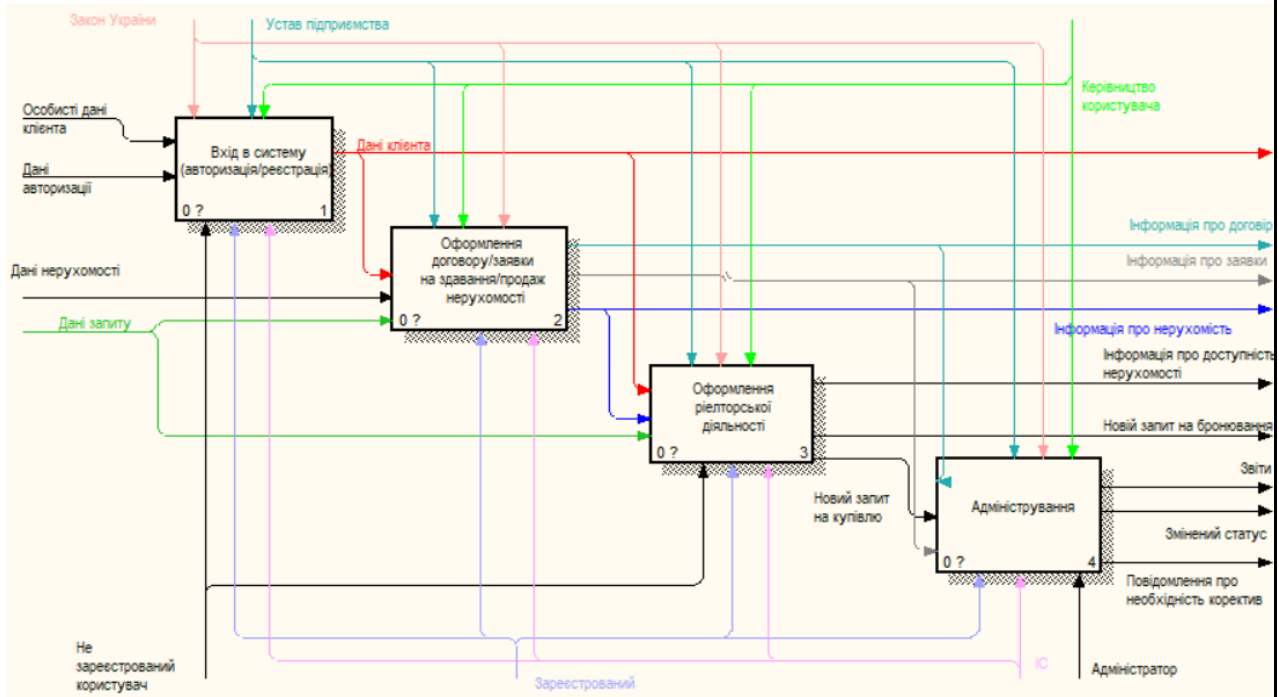 Закон України
Устав підприємства
Керівництво
користувача
Особисті дані
клієнта
Дані
авторизації
Вхід в систему
(авторизація/реєстрація)
0 ?
1
Дані клієнта
Дані нерухомості
Дані запиту
Оформлення
договору/заявки
на здавання/продаж
нерухомості
0 ?
2
Інформація про договір
Інформація про заявки
Інформація про нерухомість
Інформація про доступність
нерухомості
Оформлення
ріелторської
діяльності
0 ?
3
Новій запит на бронювання
Новий запит
на купівлю
Адміністрування
0 ?
4
Звіти
Змінений статус
Повідомлення про
необхідність коректив
Не
зареєстрований
користувач
Зареєстрований
ІС
Адміністратор